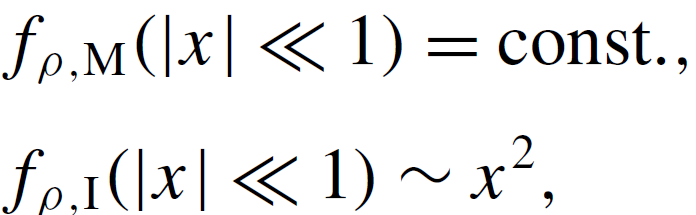 f_{ρ,M}(|x| ≪ 1) = const.,
f_{ρ,I}(|x| ≪ 1) ∼ x^2,